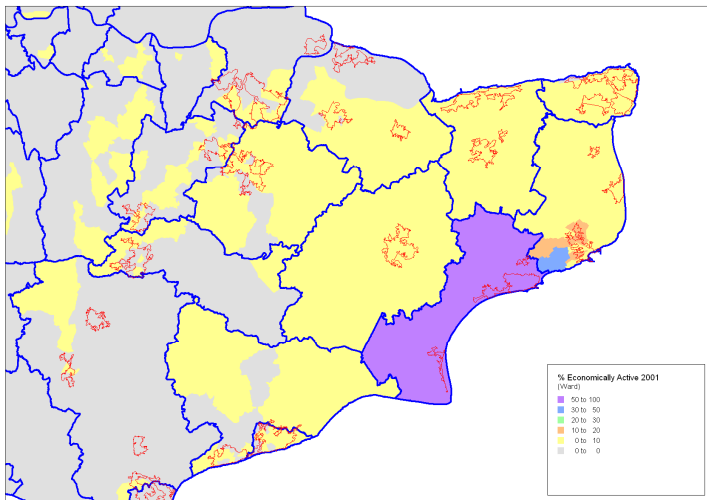 % Economically Active 2001
(Ward)
50 to 100
30 to 50
20 to 30
10 to 20
0 to 10
0 to 0